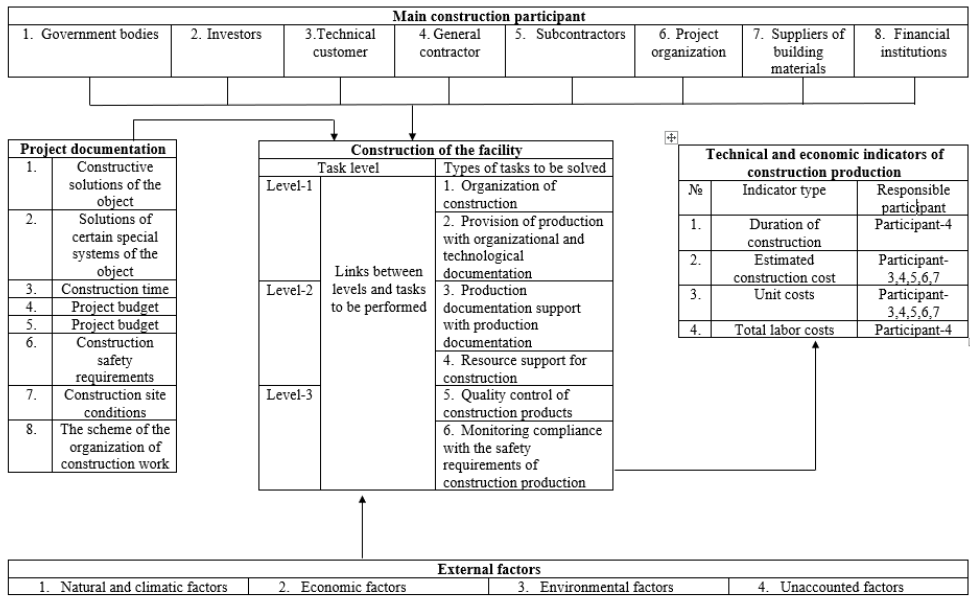 Main construction participant
1. Government bodies
2. Investors
3.Technical
customer
4. General
contractor
5. Subcontractors
6. Project
organization
7. Suppliers of
building
materials
8. Financial
institutions
Project documentation
1.
Constructive
solutions of the
object
2.
Solutions of
certain special
systems of the
object
3.
Construction time
4.
Project budget
5.
Project budget
6.
Construction
safety
requirements
7.
Construction site
conditions
8.
The scheme of the
organization of
construction work
Construction of the facility
Task level
Types of tasks to be solved
Level-1
Level-2
Level-3
Links between
levels and tasks
to be performed
1. Organization of
construction
2. Provision of production
with organizational and
technological
documentation
3. Production
documentation support
with production
documentation
4. Resource support for
construction
5. Quality control of
construction products
6. Monitoring compliance
with the safety
requirements of
construction production
Technical and economic indicators of
construction production
№
Indicator type
Responsible
participant
1.
Duration of
construction
Participant-4
2.
Estimated
construction cost
Participant-
3,4,5,6,7
3.
Unit costs
Participant-
3,4,5,6,7
4.
Total labor costs
Participant-4
External factors
1. Natural and climatic factors
2. Economic factors
3. Environmental factors
4. Unaccounted factors